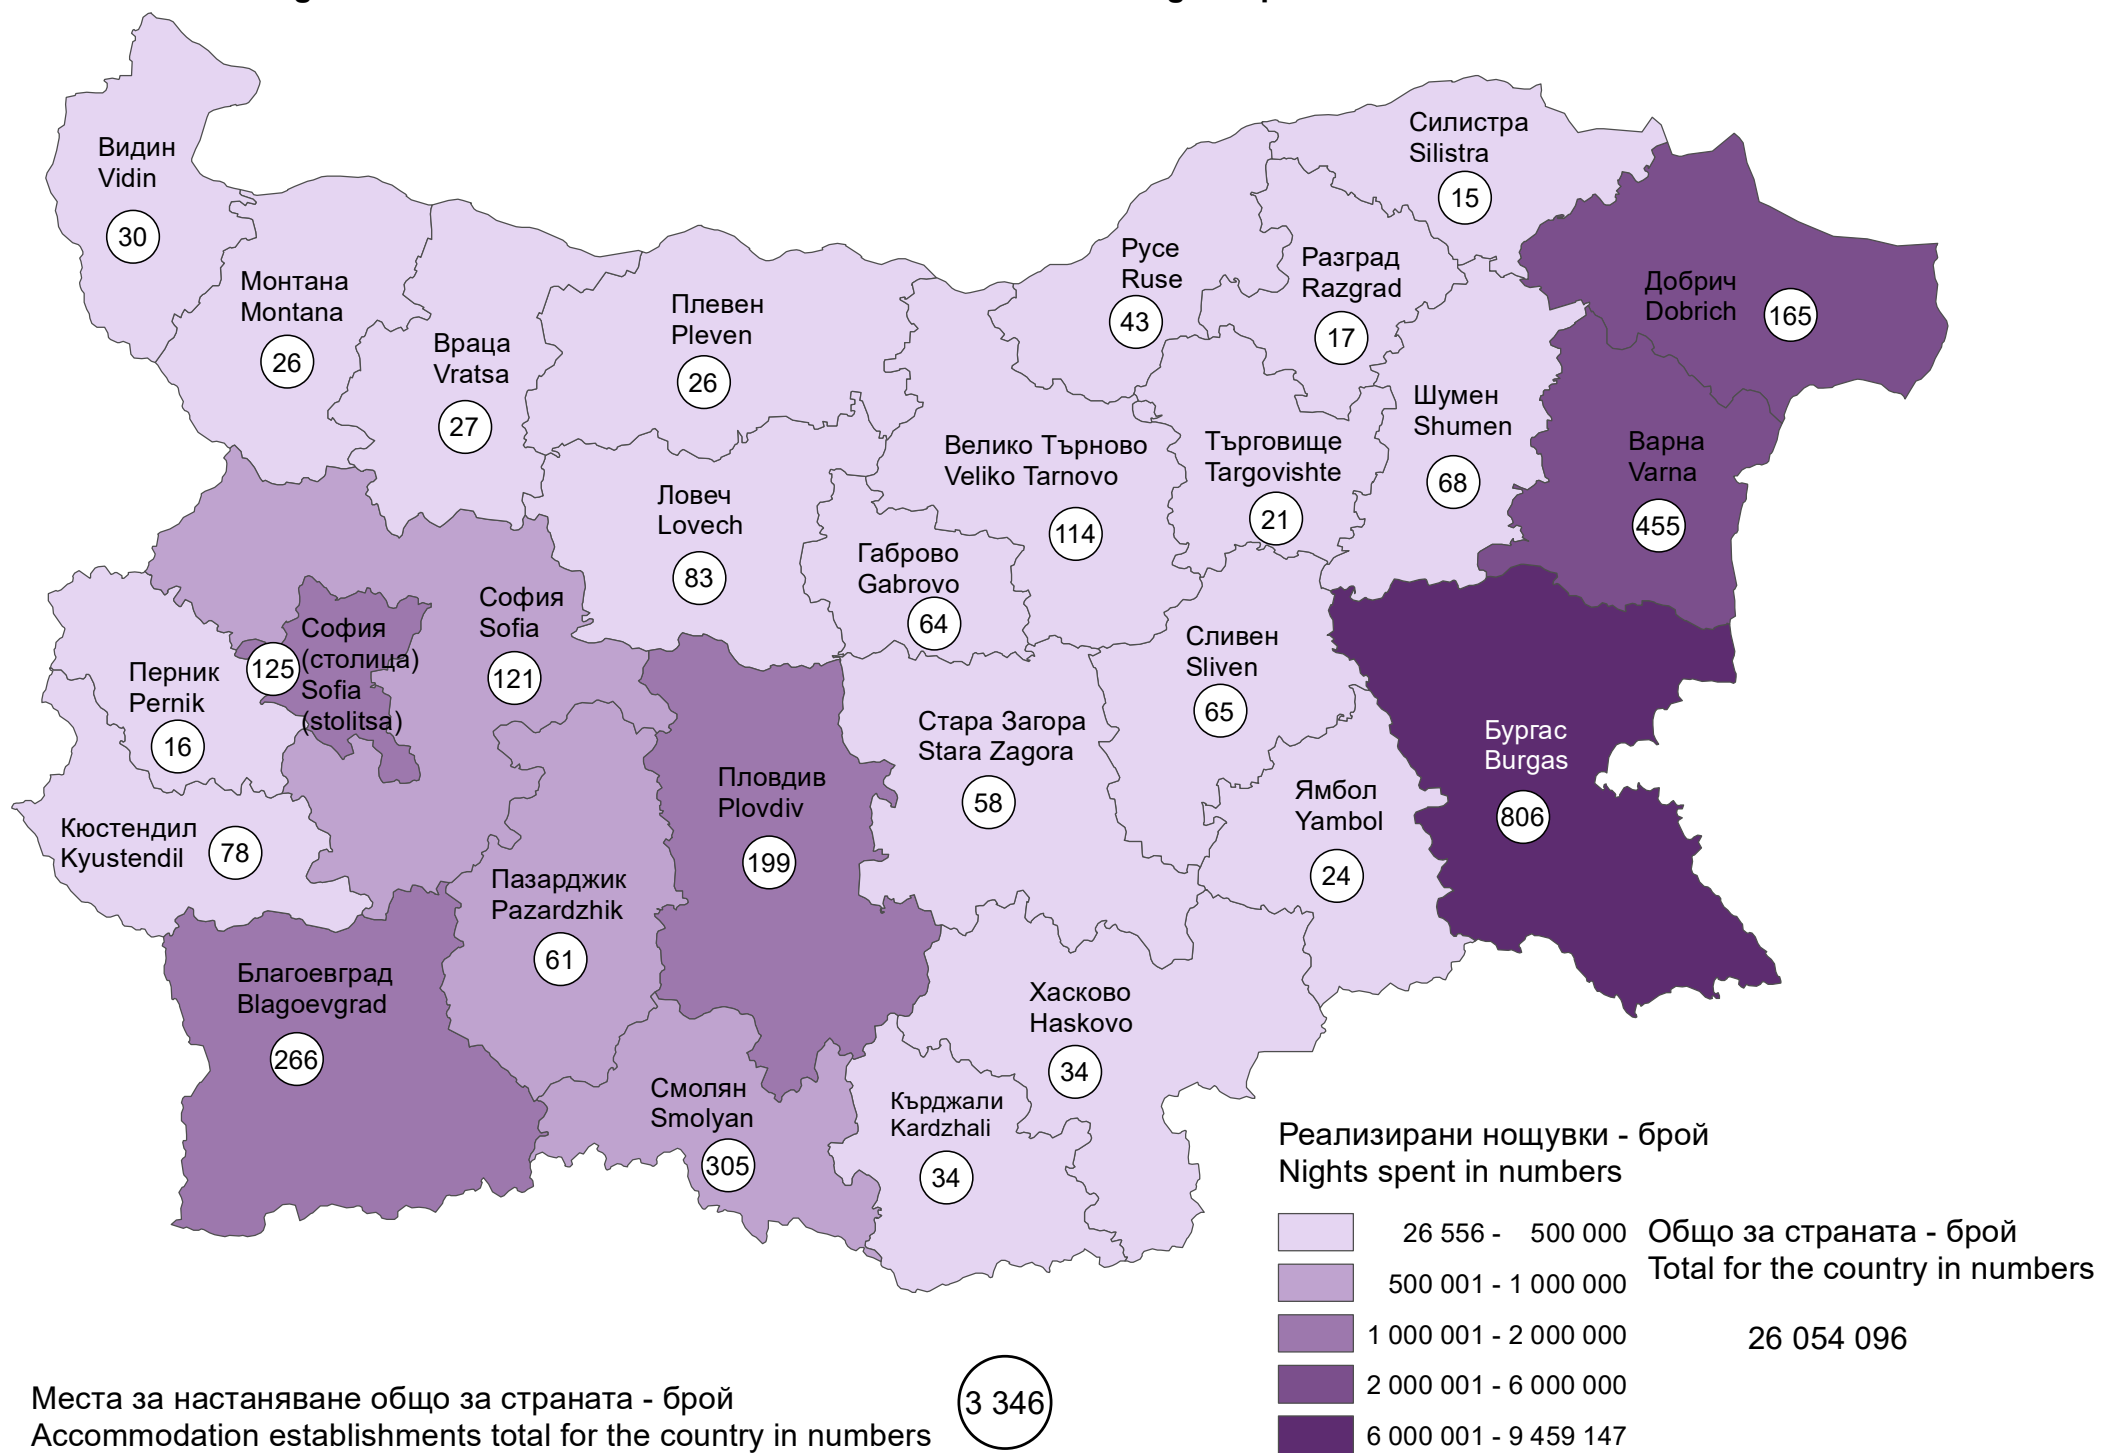 Видин
Vidin
30
Монтана
Montana
26
Враца
Vratsa
27
Плевен
Pleven
26
Русе
Ruse
43
Силистра
Silistra
15
Разград
Razgrad
17
Добрич
Dobrich
165
Шумен
Shumen
68
Варна
Varna
455
Велико Търново
Veliko Tarnovo
114
Търговище
Targovishte
21
Ловеч
Lovech
83
Габрово
Gabrovo
64
София
Sofia
121
София
(столица)
Sofia
(stolitsa)
125
Перник
Pernik
16
Сливен
Sliven
65
Стара Загора
Stara Zagora
58
Бургас
Burgas
806
Пловдив
Plovdiv
199
Ямбол
Yambol
24
Кюстендил
Kyustendil
78
Пазарджик
Pazardzhik
61
Благоевград
Blagoevgrad
266
Хасково
Haskovo
34
Смолян
Smolyan
305
Кърджали
Kardzhali
34
Реализирани нощувки - брой
Nights spent in numbers
26 556 - 500 000
500 001 - 1 000 000
1 000 001 - 2 000 000
2 000 001 - 6 000 000
6 000 001 - 9 459 147
Общо за страната - брой
Total for the country in numbers
26 054 096
Места за настаняване общо за страната - брой
Accommodation establishments total for the country in numbers
3 346